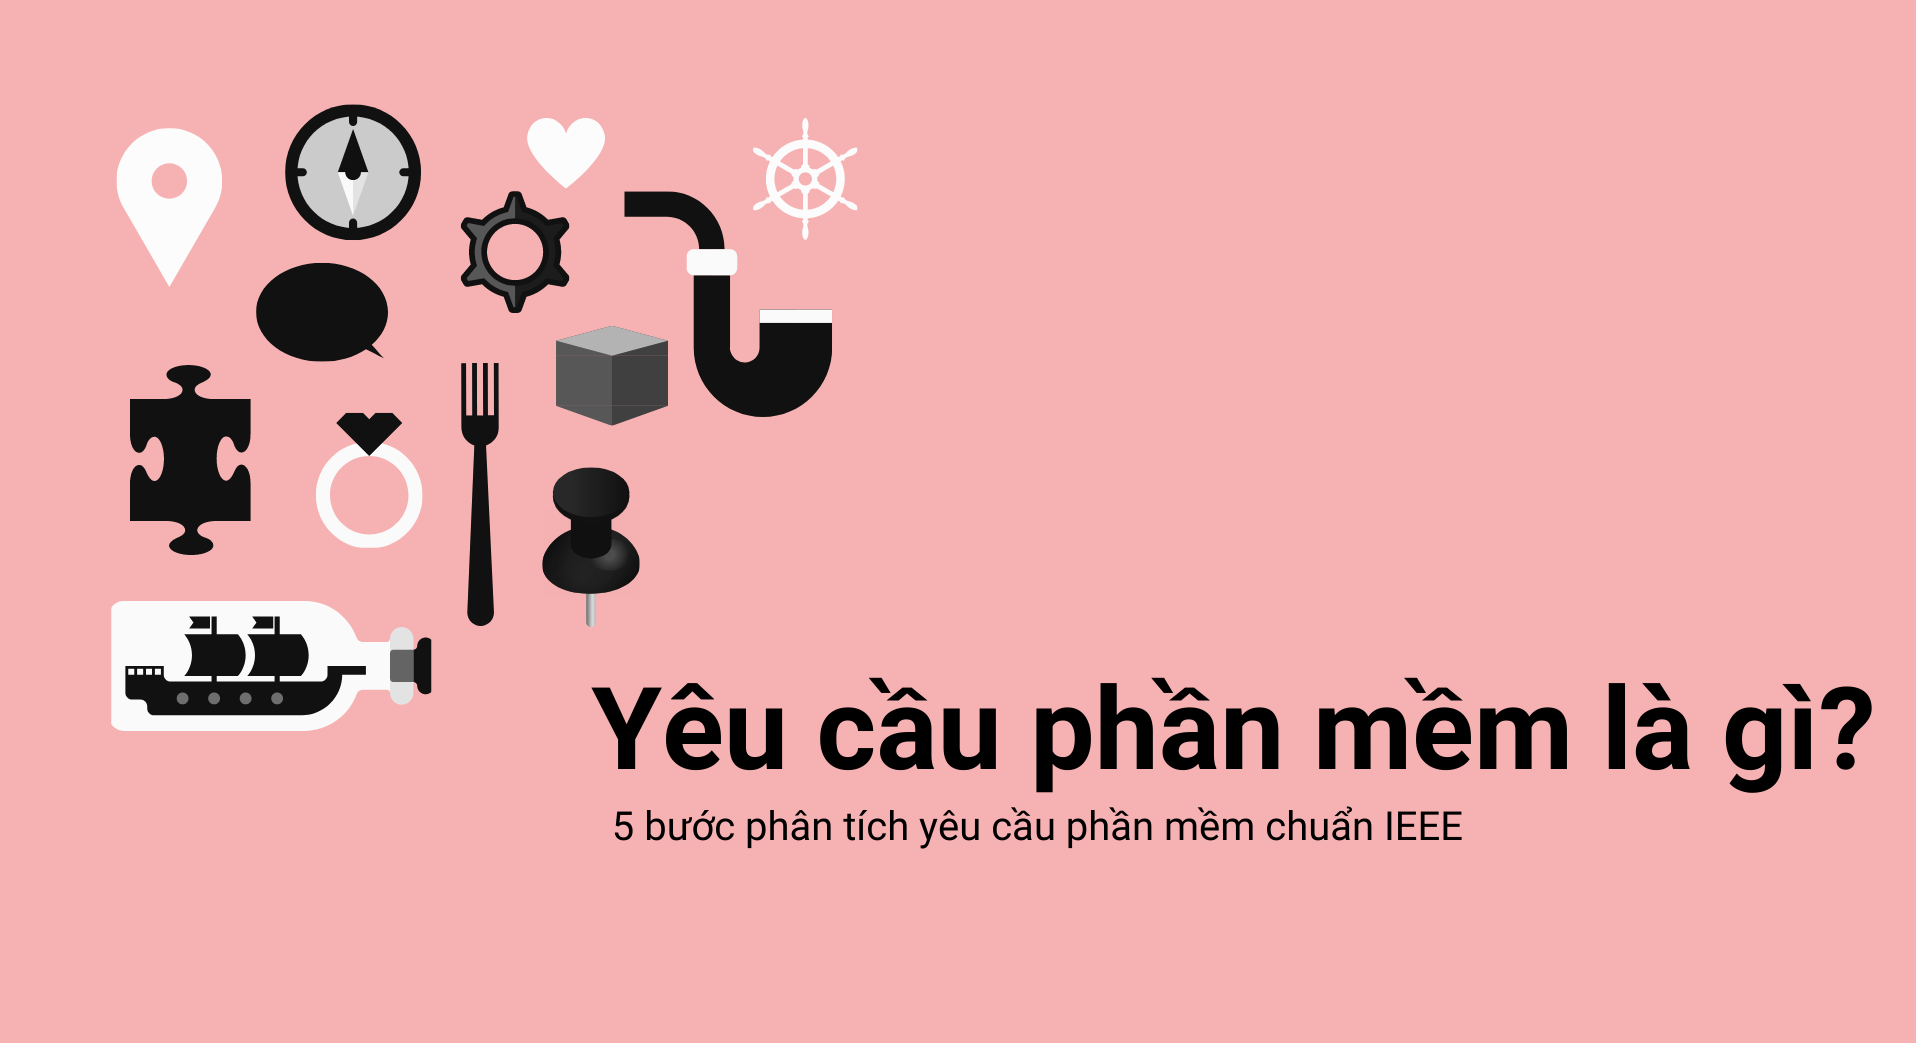 Yêu cầu phần mềm là gì?
5 bước phân tích yêu cầu phần mềm chuẩn IEEE